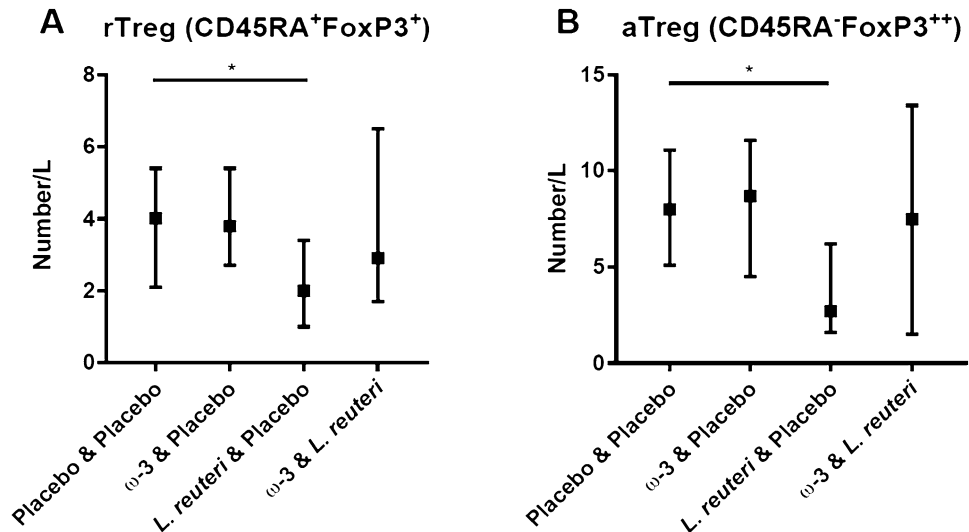 A rTreg (CD45RA⁺FoxP3⁺)
*
8
6
4
2
0
Number/L
Placebo & Placebo
ω-3 & Placebo
L. reuteri & Placebo
ω-3 & L. reuteri
B aTreg (CD45RA⁻FoxP3⁺⁺)
*
15
10
5
0
Number/L
Placebo & Placebo
ω-3 & Placebo
L. reuteri & Placebo
ω-3 & L. reuteri